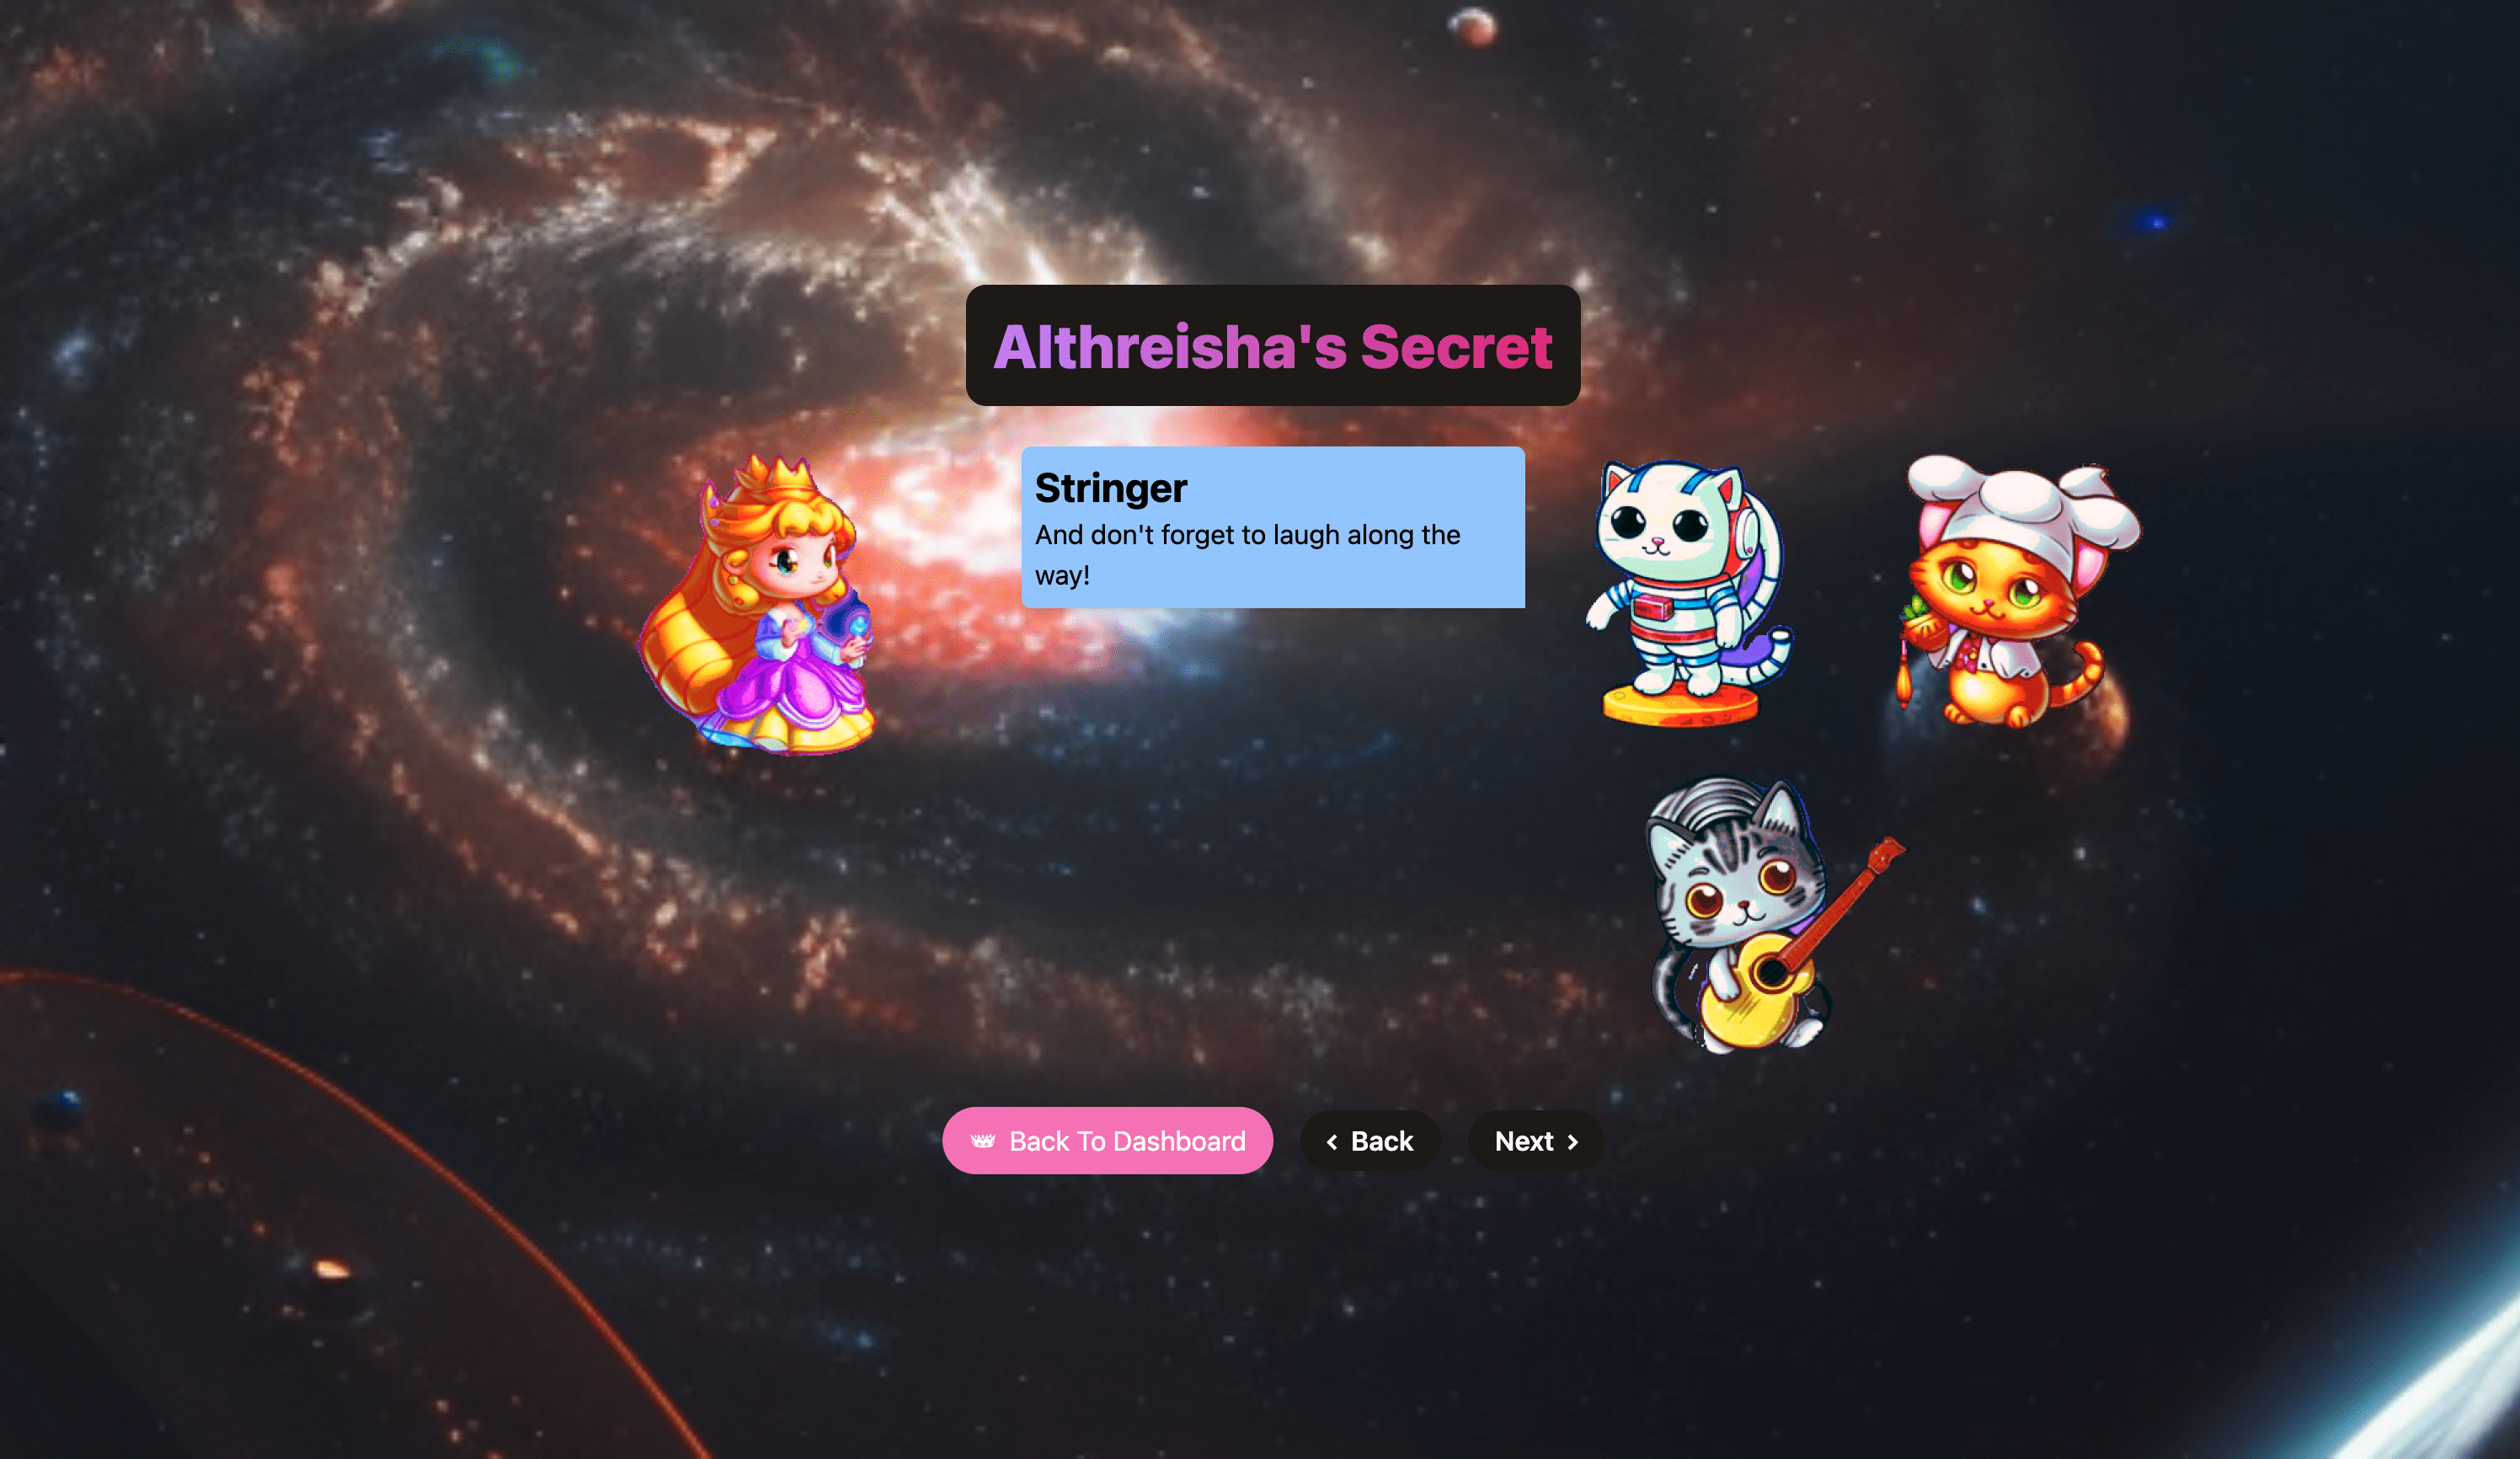 Althreisha's Secret
Stringer
And don't forget to laugh along the
way!
Back To Dashboard
Back
Next